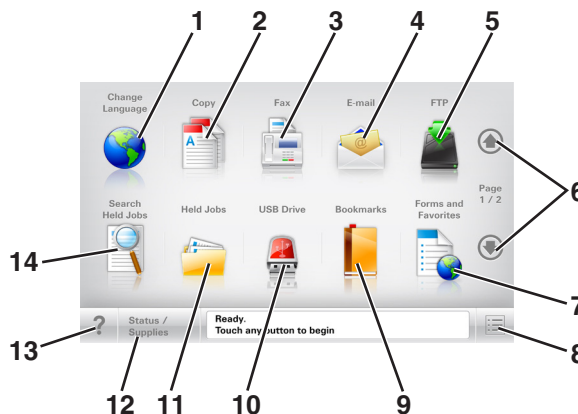 1 2 3 4 5
Change
Language
Copy
Fax
E-mail
FTP
A
@
6
Page
1 / 2
Search
Held Jobs
Held Jobs
USB Drive
Bookmarks
Forms and
Favorites
14
7
?
Status /
Supplies
Ready.
Touch any button to begin
8
13
12 11 10 9